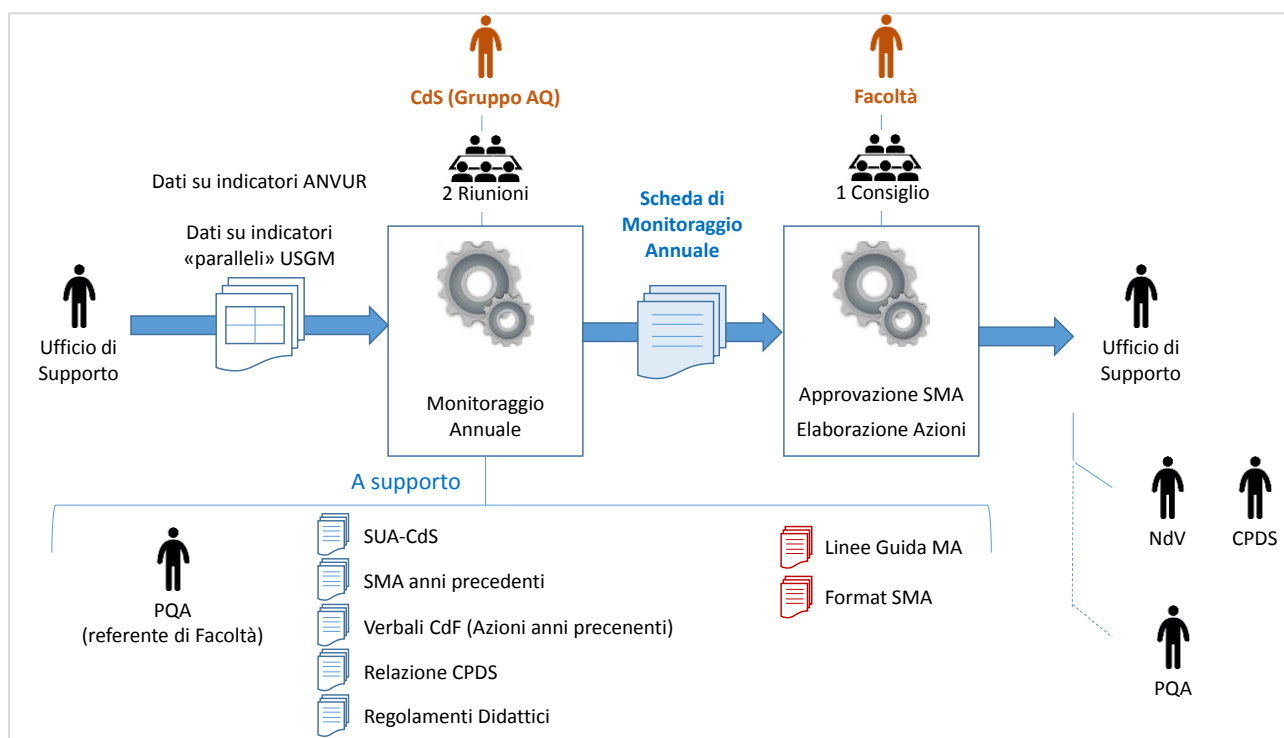 CdS (Gruppo AQ)
Facoltà
2 Riunioni
1 Consiglio
Dati su indicatori ANVUR
Dati su indicatori
«paralleli» USGM
Scheda di
Monitoraggio
Annuale
Ufficio di
Supporto
Monitoraggio
Annuale
Approvazione SMA
Elaborazione Azioni
Ufficio di
Supporto
A supporto
PQA
(referente di Facoltà)
SUA-CdS
SMA anni precedenti
Verbali CdF (Azioni anni precenenti)
Relazione CPDS
Regolamenti Didattici
Linee Guida MA
Format SMA
NdV
CPDS
PQA